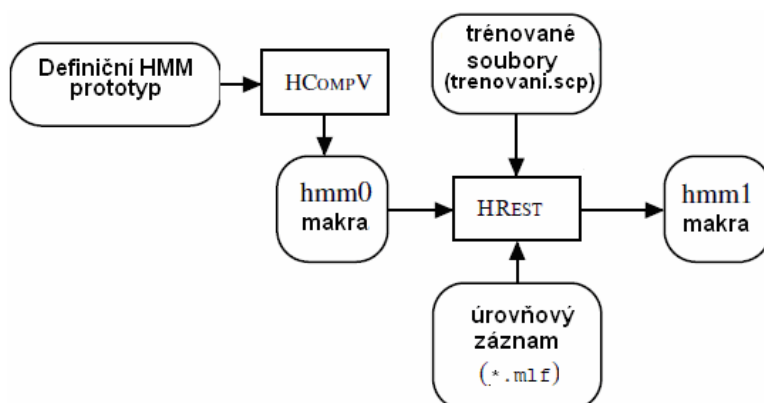 Definiční HMM
prototyp
HCOMPV
trénované
soubory
(trenovani.scp)
hmm0
makra
HREST
hmm1
makra
úrovňový
záznam
(*.mlf)